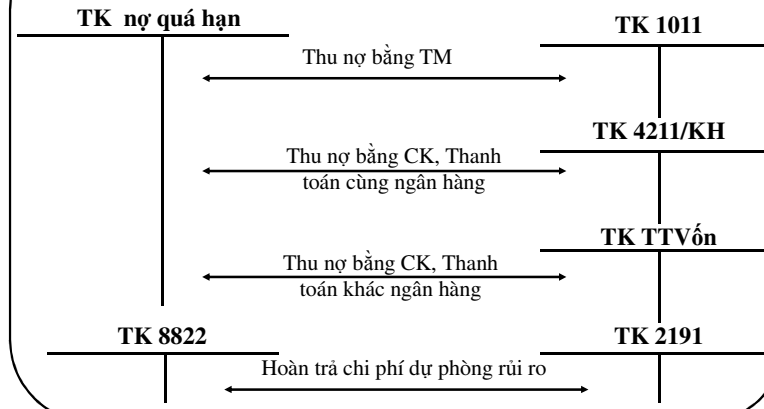 TK nợ quá hạn
TK 1011
Thu nợ bằng TM
TK 4211/KH
Thu nợ bằng CK, Thanh
toán cùng ngân hàng
TK TTVốn
Thu nợ bằng CK, Thanh
toán khác ngân hàng
TK 8822
TK 2191
Hoàn trả chi phí dự phòng rủi ro